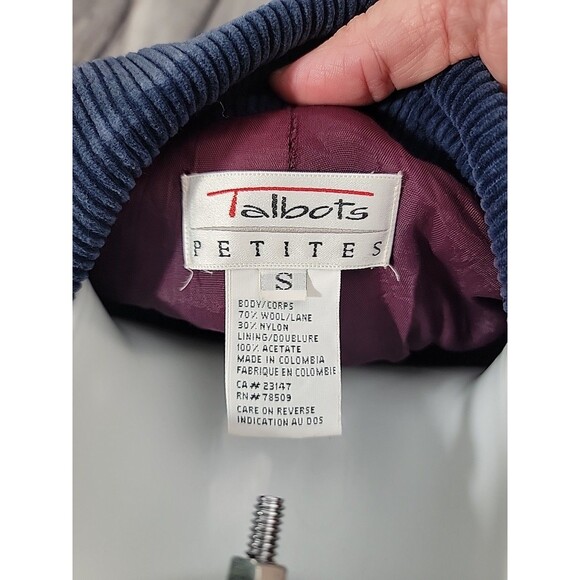 Talbots
PETITES
S
BODY/CORPS
70% WOOL/LANE
30% NYLON
LINING/DOUBLURE
100% ACETATE
MADE IN COLOMBIA
FABRIQUE EN COLOMBIE
CA# 23147
RN# 78509
CARE ON REVERSE
INDICATION AU DOS